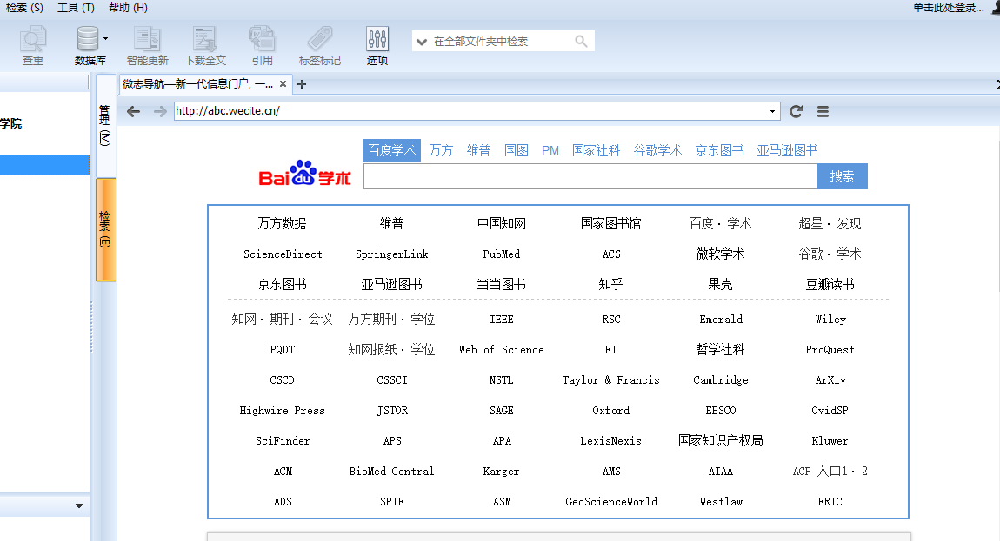 检索 (S) 工具 (T) 帮助 (H) 单击此处登录...
查重 数据库 智能更新 下载全文 引用 标签标记 选项 在全部文件夹中检索
微志导航—新一代信息门户, 一...
学院
管理 (M)
http://abc.wecite.cn/
百度学术 万方 维普 国图 PM 国家社科 谷歌学术 京东图书 亚马逊图书
Bai du 学术 搜索
检索 (E)
万方数据 维普 中国知网 国家图书馆 百度· 学术 超星· 发现
ScienceDirect SpringerLink PubMed ACS 微软学术 谷歌· 学术
京东图书 亚马逊图书 当当图书 知乎 果壳 豆瓣读书
知网· 期刊· 会议 万方期刊· 学位 IEEE RSC Emerald Wiley
PQDT 知网报纸· 学位 Web of Science EI 哲学社科 ProQuest
CSCD CSSCI NSTL Taylor & Francis Cambridge ArXiv
Highwire Press JSTOR SAGE Oxford EBSCO OvidSP
SciFinder APS APA LexisNexis 国家知识产权局 Kluwer
ACM BioMed Central Karger AMS AIAA ACP 入口1· 2
ADS SPIE ASM GeoScienceWorld Westlaw ERIC